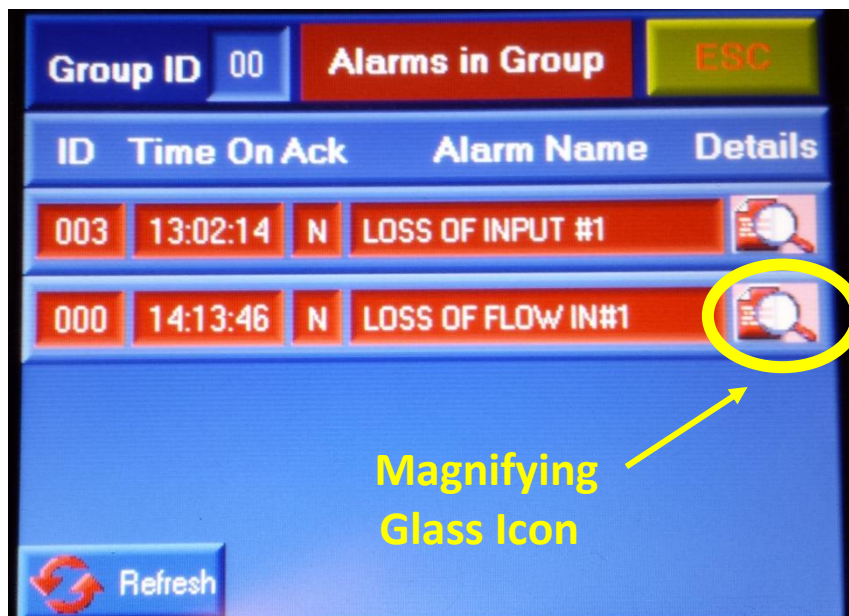 Group ID 00 Alarms in Group ESC
ID Time On Ack Alarm Name Details
003 13:02:14 N LOSS OF INPUT #1
000 14:13:46 N LOSS OF FLOW IN#1
Magnifying
Glass Icon
Refresh